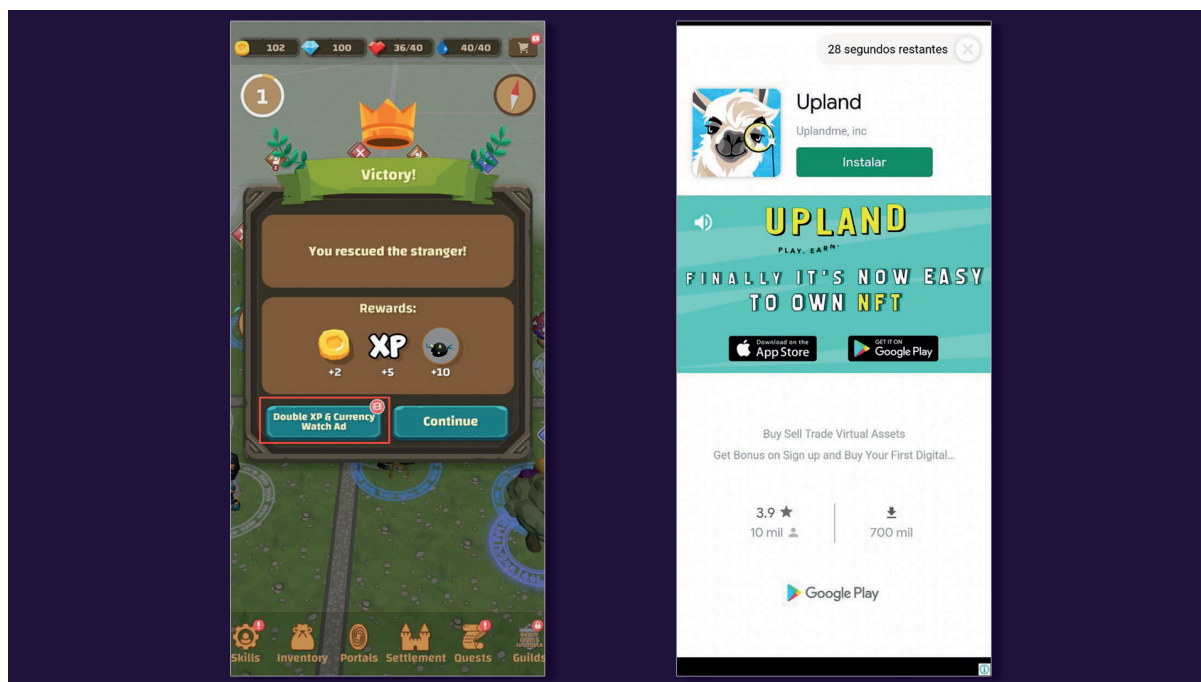 102
100
36/40
40/40
1
Victory!
You rescued the stranger!
Rewards:
XP
+2
+5
+10
Double XP & Currency
Watch Ad
Continue
Skills
Inventory
Portals
Settlement
Quests
Guilds
28 segundos restantes
Upland
Uplandme, inc
Instalar
UPLAND
PLAY. EARN.
FINALLY IT'S NOW EASY
TO OWN NFT
Download on the
App Store
GET IT ON
Google Play
Buy Sell Trade Virtual Assets
Get Bonus on Sign up and Buy Your First Digital...
3.9
10 mil
700 mil
Google Play